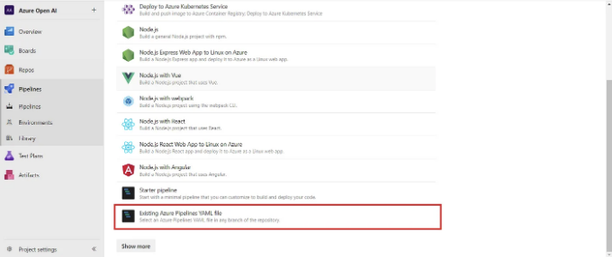 Azure Open AI
+
Overview
Boards
Repos
Pipelines
Pipelines
Environments
Library
Test Plans
Artifacts
Project settings
Deploy to Azure Kubernetes Service
Build and push image to Azure Container Registry; Deploy to Azure Kubernetes Service
Node.js
Build a general Node.js project with npm.
Node.js Express Web App to Linux on Azure
Build a Node.js Express app and deploy it to Azure as a Linux web app.
Node.js with Vue
Build a Node.js project that uses Vue.
Node.js with webpack
Build a Node.js project using the webpack CLI.
Node.js with React
Build a Node.js project that uses React.
Node.js React Web App to Linux on Azure
Build a Node.js React app and deploy it to Azure as a Linux web app.
Node.js with Angular
Build a Node.js project that uses Angular.
Starter pipeline
Start with a minimal pipeline that you can customize to build and deploy your code.
Existing Azure Pipelines YAML file
Select an Azure Pipelines YAML file in any branch of the repository.
Show more